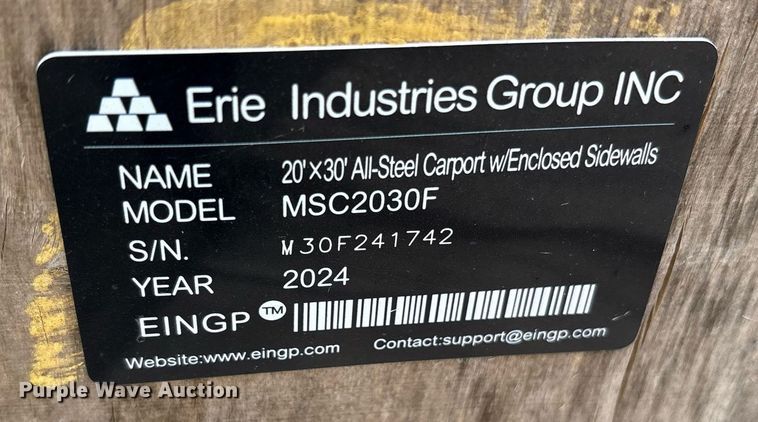 Erie Industries Group INC
NAME 20'×30' All-Steel Carport w/Enclosed Sidewalls
MODEL MSC2030F
S/N. M30F241742
YEAR 2024
EINGP TM
Website:www.eingp.com Contact:support@eingp.com
Purple Wave Auction